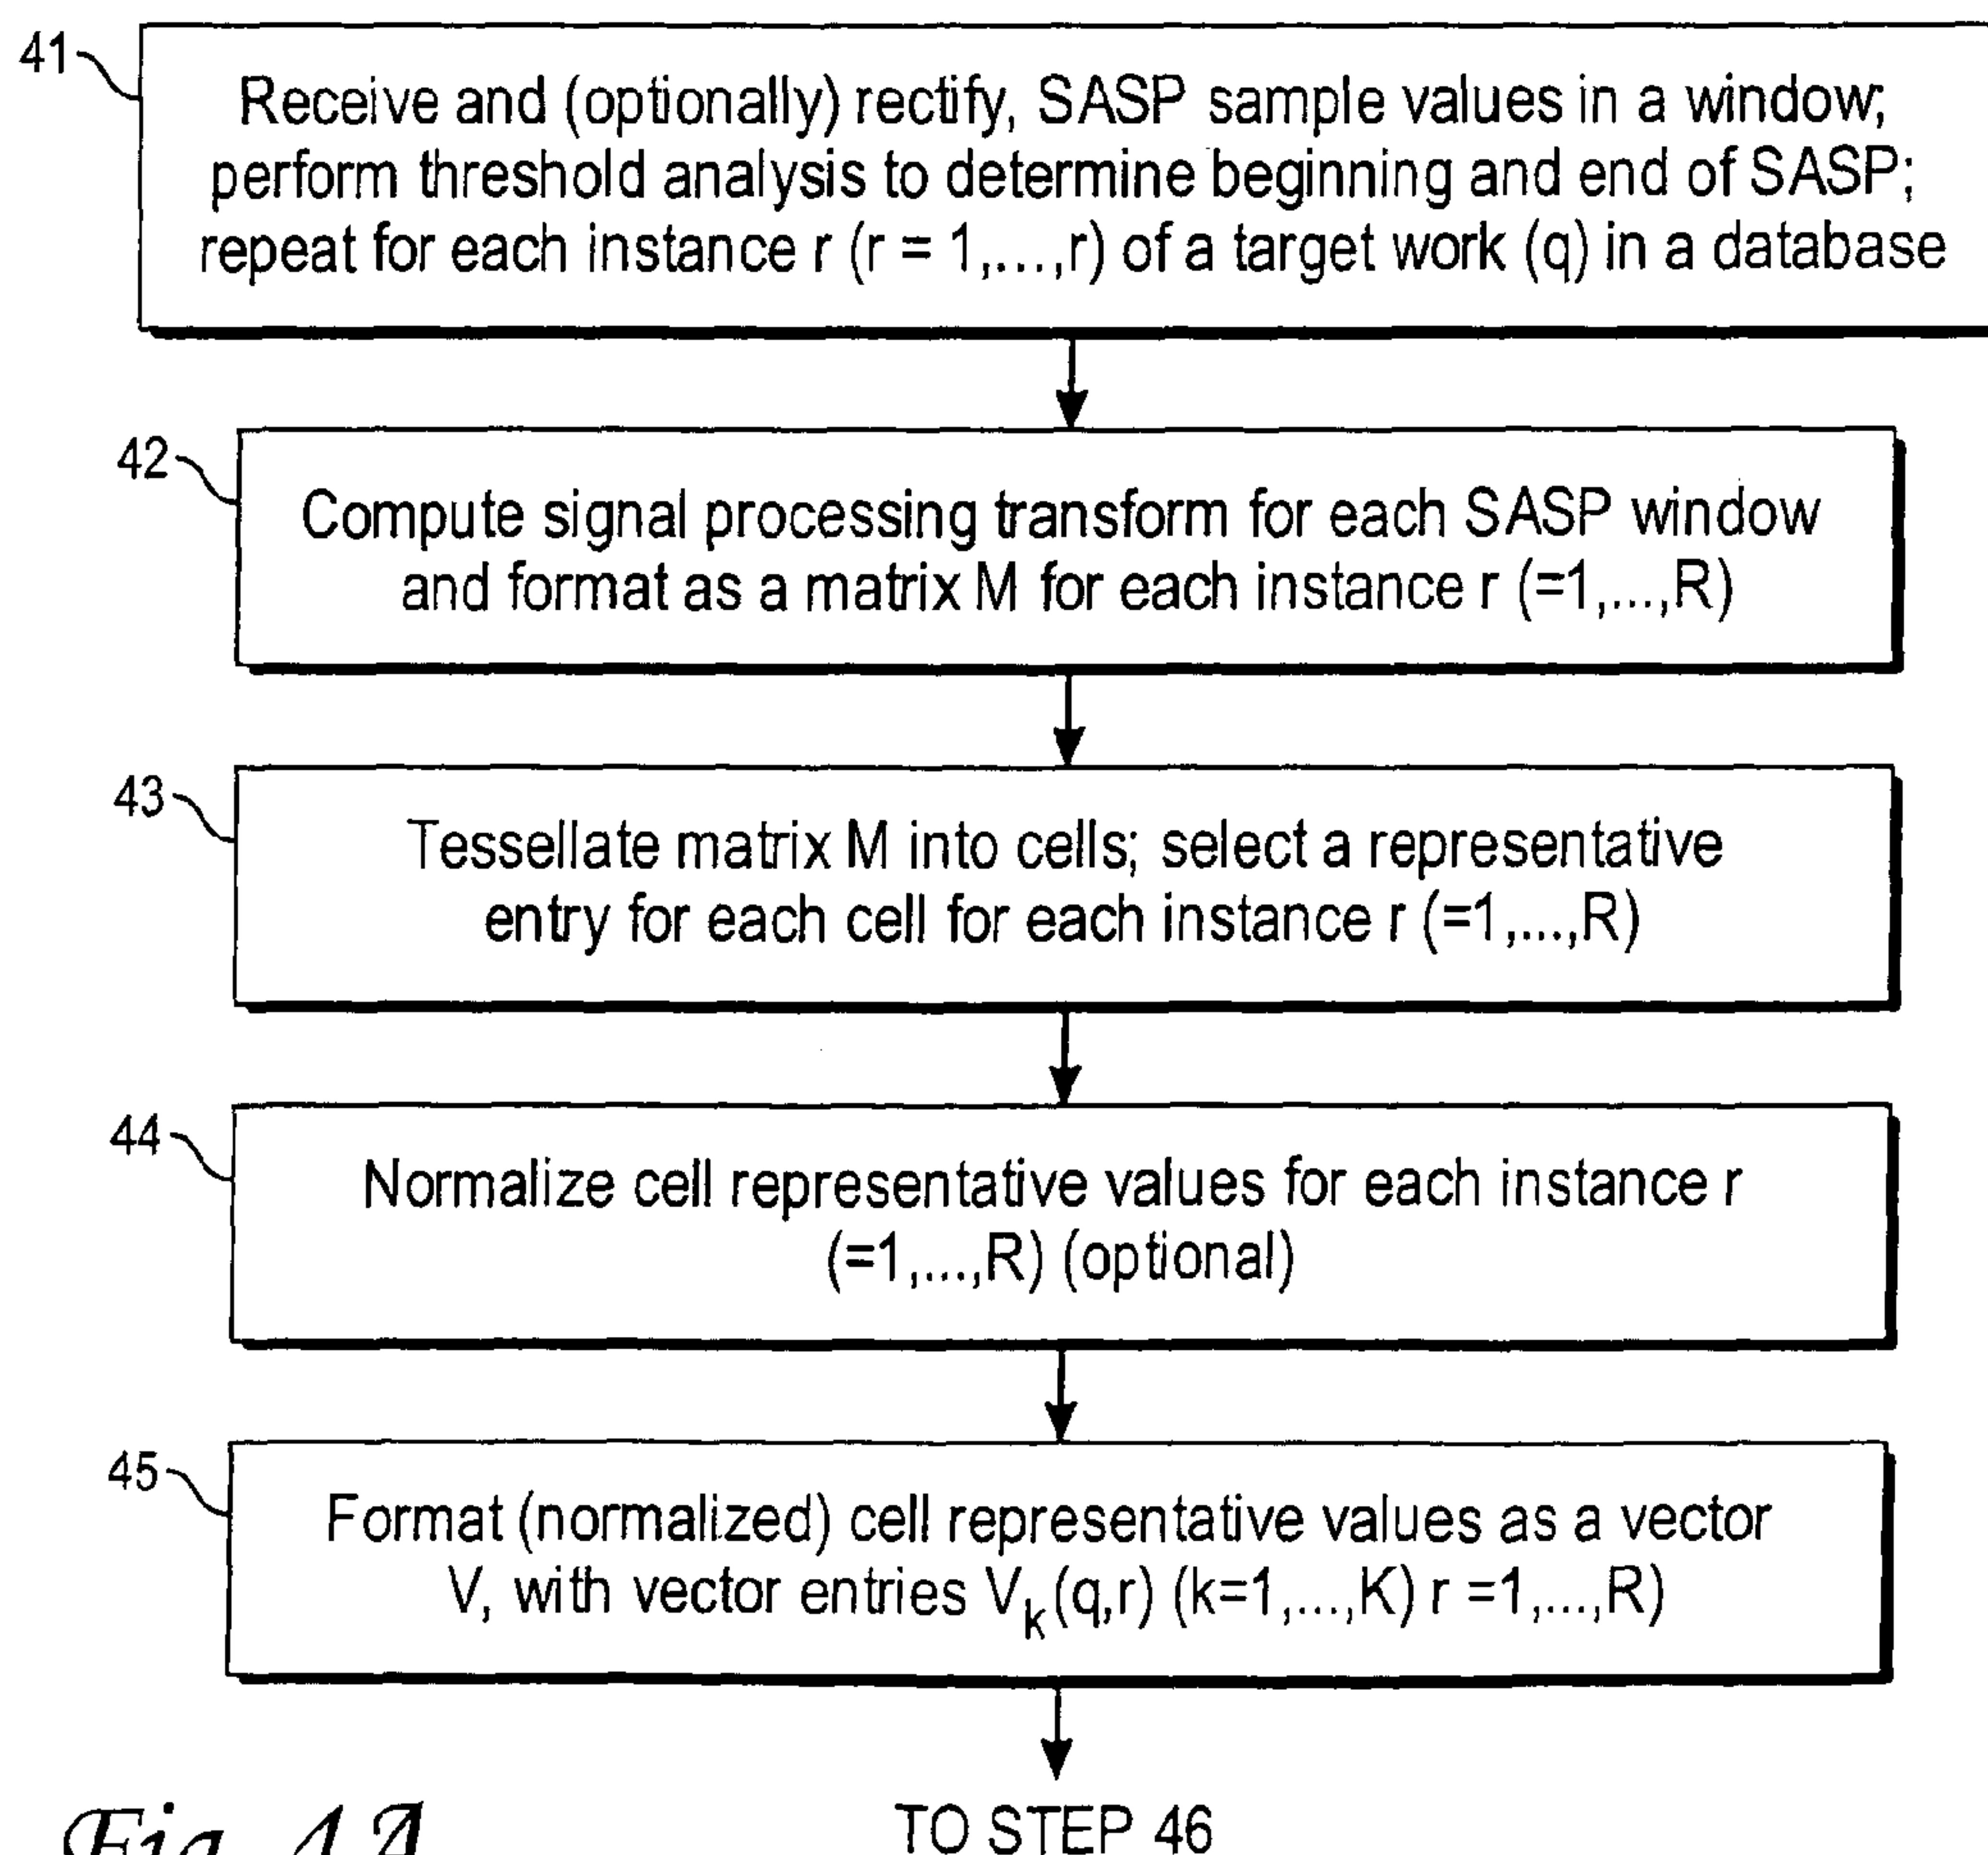 41
Receive and (optionally) rectify, SASP sample values in a window;
perform threshold analysis to determine beginning and end of SASP;
repeat for each instance r (r = 1,...,r) of a target work (q) in a database
42
Compute signal processing transform for each SASP window
and format as a matrix M for each instance r (=1,...,R)
43
Tessellate matrix M into cells; select a representative
entry for each cell for each instance r (=1,...,R)
44
Normalize cell representative values for each instance r
(=1,...,R) (optional)
45
Format (normalized) cell representative values as a vector
V, with vector entries Vk(q,r) (k=1,...,K) r =1,...,R)
TO STEP 46
Fig. 4A